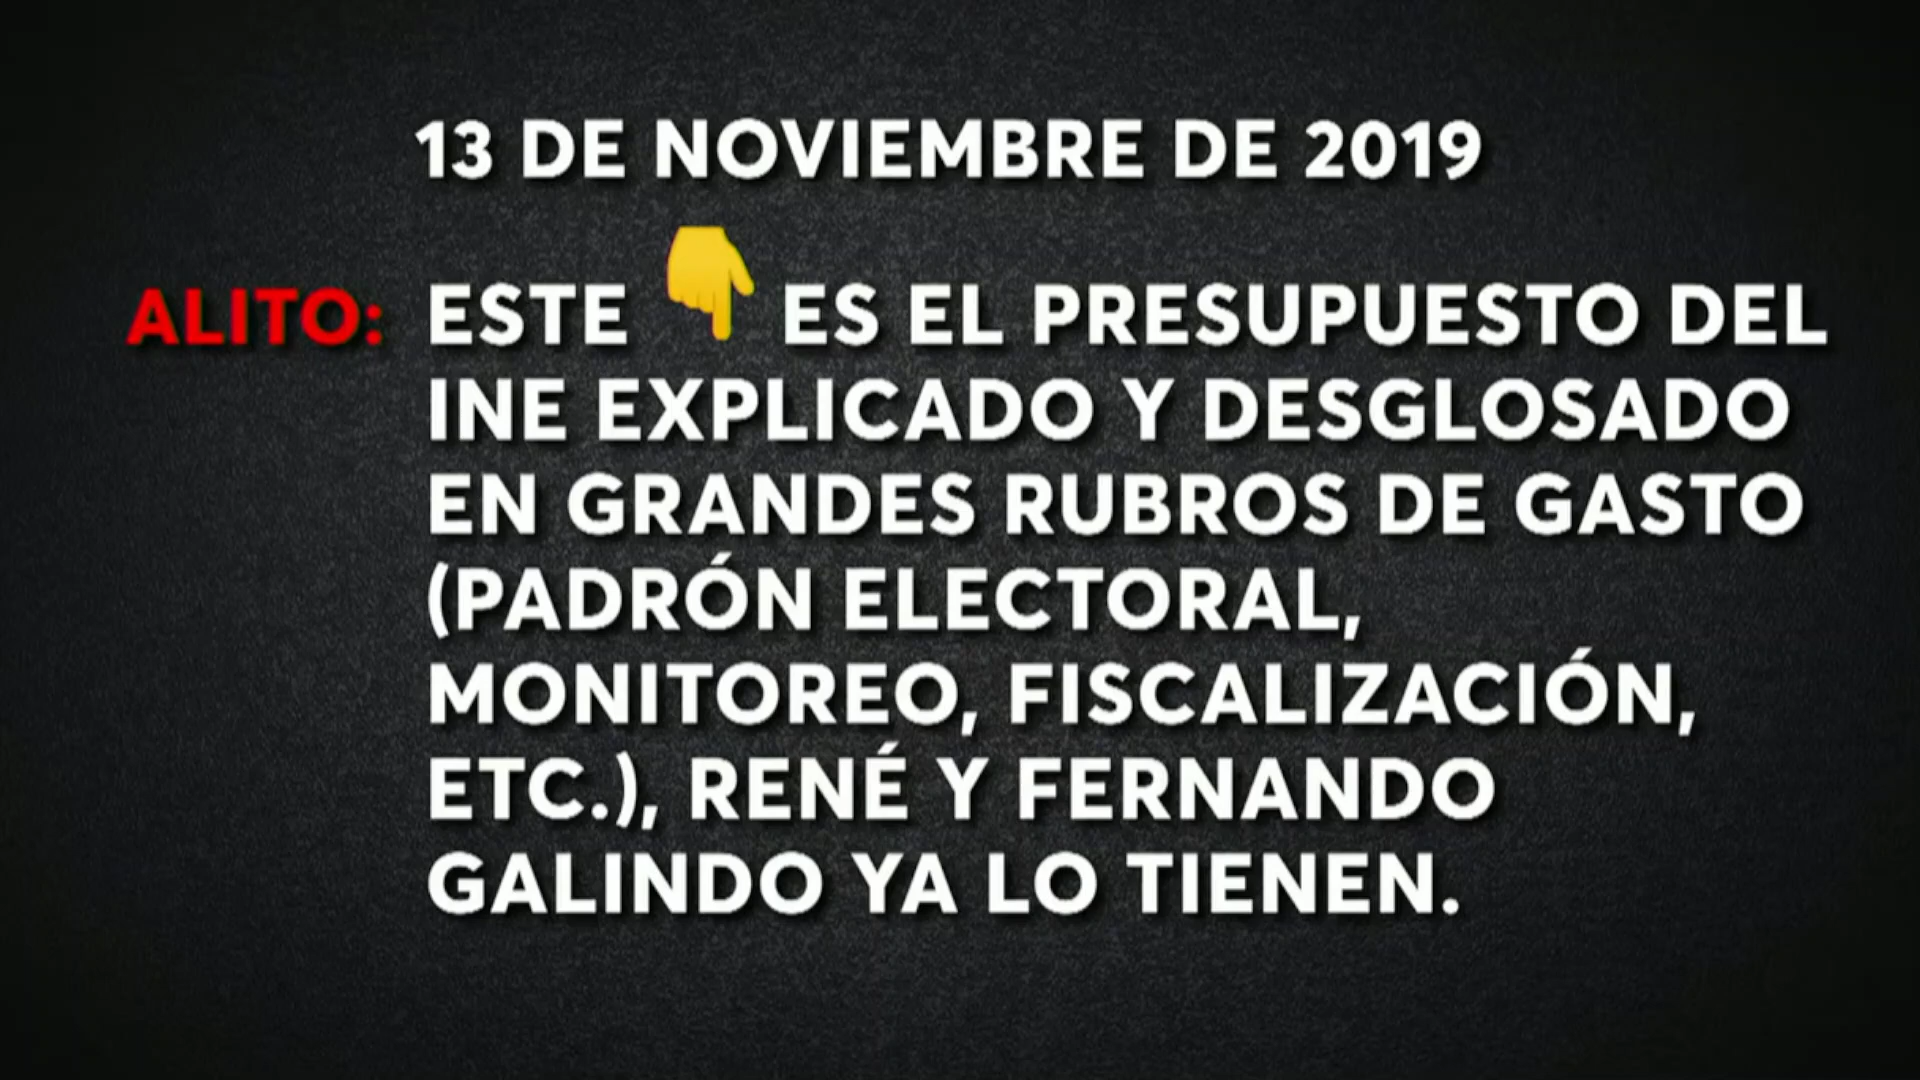 13 DE NOVIEMBRE DE 2019
ALITO: ESTE 👇 ES EL PRESUPUESTO DEL
INE EXPLICADO Y DESGLOSADO
EN GRANDES RUBROS DE GASTO
(PADRÓN ELECTORAL,
MONITOREO, FISCALIZACIÓN,
ETC.), RENÉ Y FERNANDO
GALINDO YA LO TIENEN.